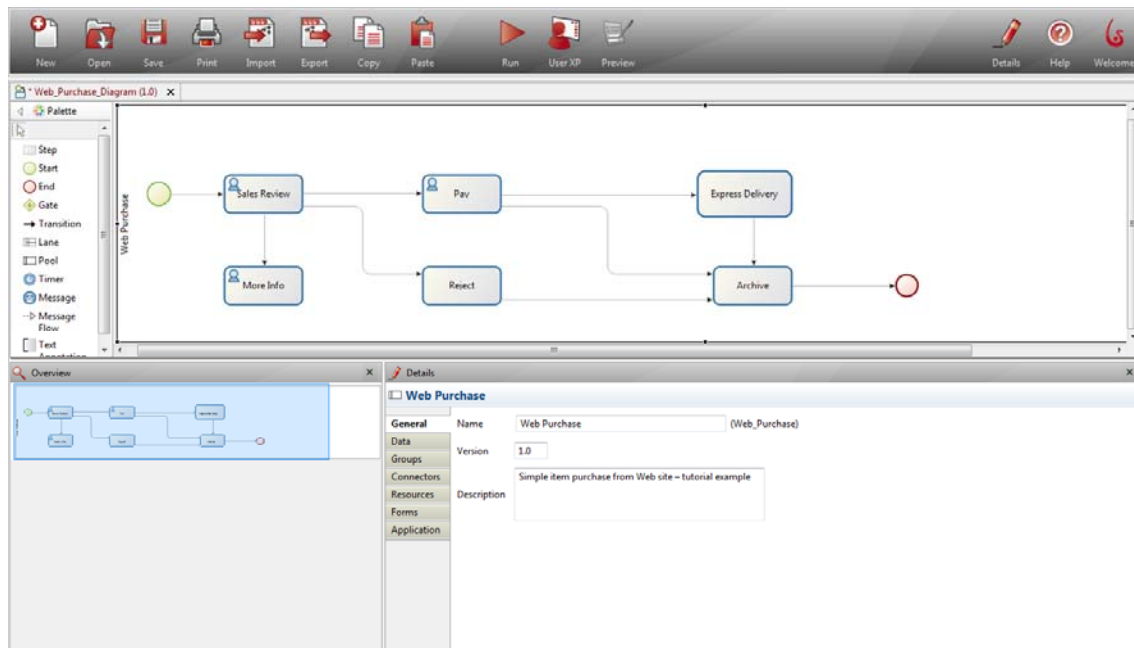 New Open Save Print Import Export Copy Paste Run User XP Preview Details Help Welcome
* Web_Purchase_Diagram (1.0)
Palette
Step
Start
End
Gate
Transition
Lane
Pool
Timer
Message
Message
Flow
Text
Annotation
Web Purchase
Sales Review
Pay
Express Delivery
More Info
Reject
Archive
Overview
Details
Web Purchase
General
Data
Groups
Connectors
Resources
Forms
Application
Name Web Purchase (Web_Purchase)
Version 1.0
Description Simple item purchase from Web site – tutorial example